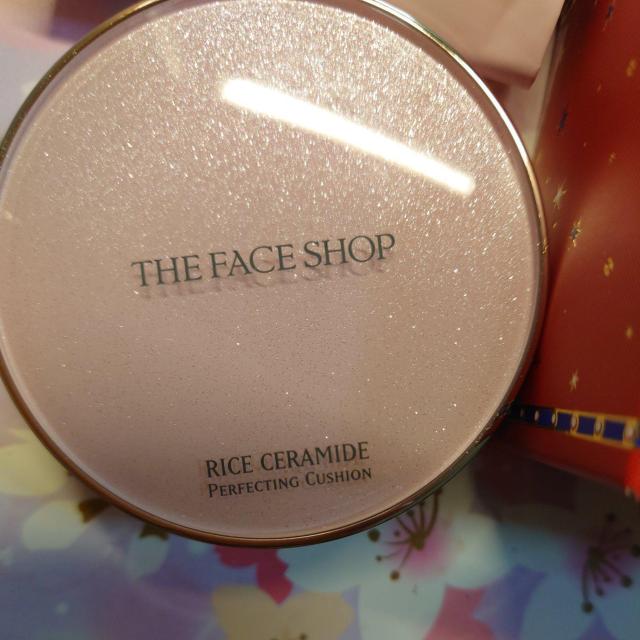 THE FACE SHOP
RICE CERAMIDE
PERFECTING CUSHION